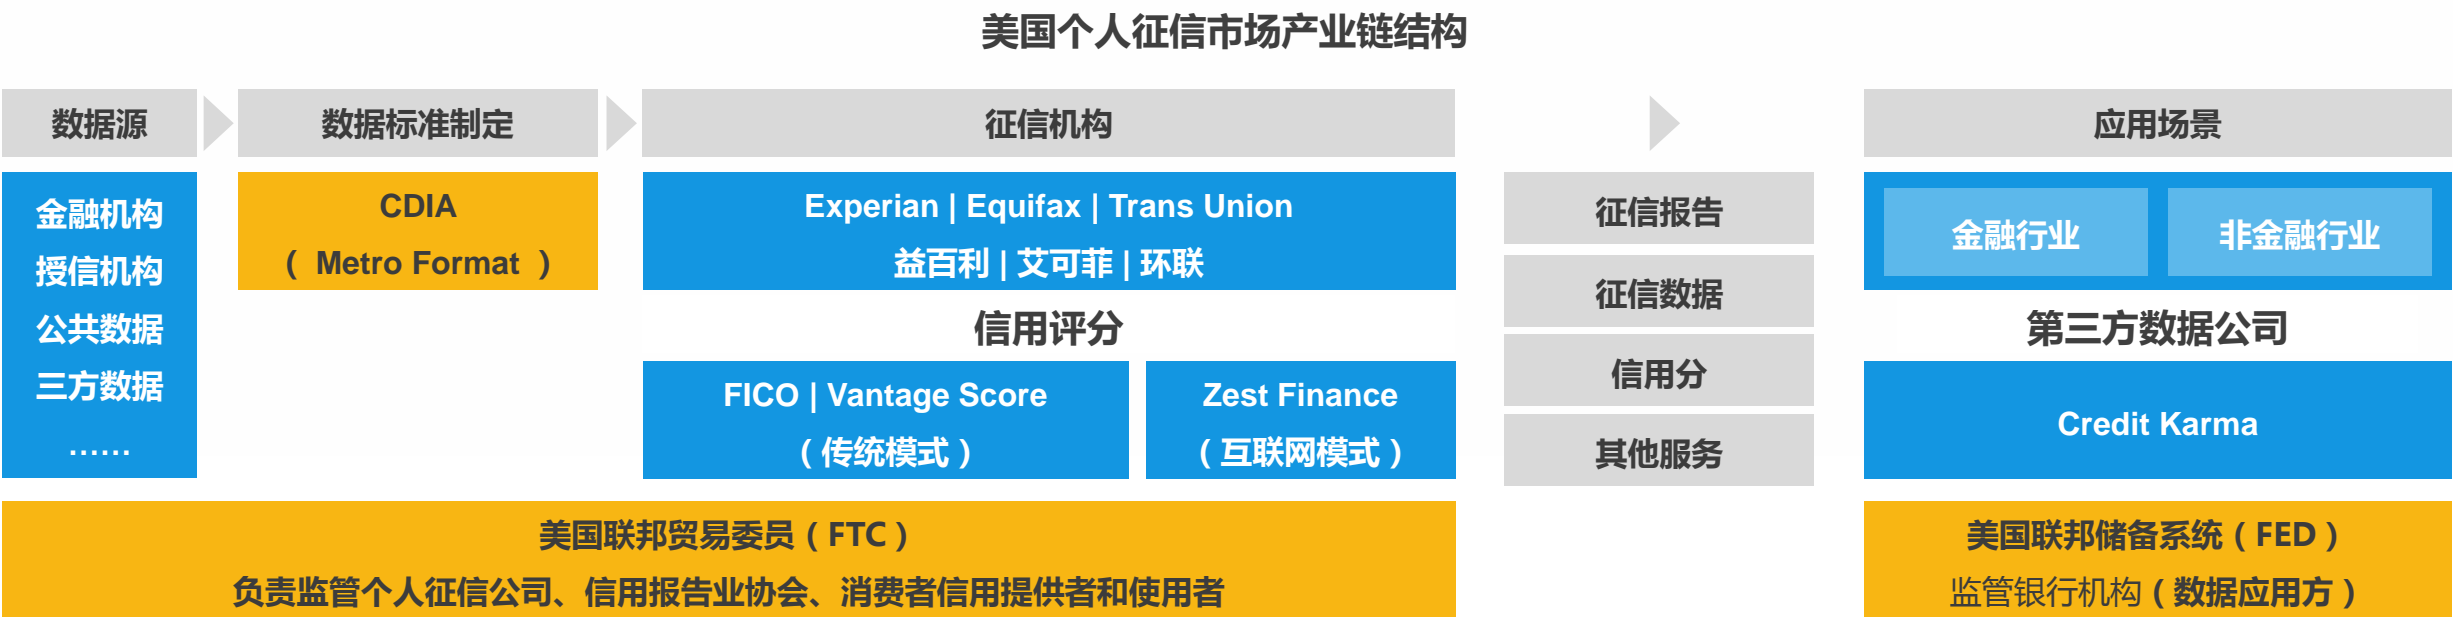 美国个人征信市场产业链结构
数据源
数据标准制定
征信机构
应用场景
金融机构
授信机构
公共数据
三方数据
……
CDIA
（ Metro Format ）
Experian | Equifax | Trans Union
益百利 | 艾可菲 | 环联
信用评分
FICO | Vantage Score
（传统模式）
Zest Finance
（互联网模式）
征信报告
征信数据
信用分
其他服务
金融行业
非金融行业
第三方数据公司
Credit Karma
美国联邦贸易委员（FTC）
负责监管个人征信公司、信用报告业协会、消费者信用提供者和使用者
美国联邦储备系统（FED）
监管银行机构（数据应用方）